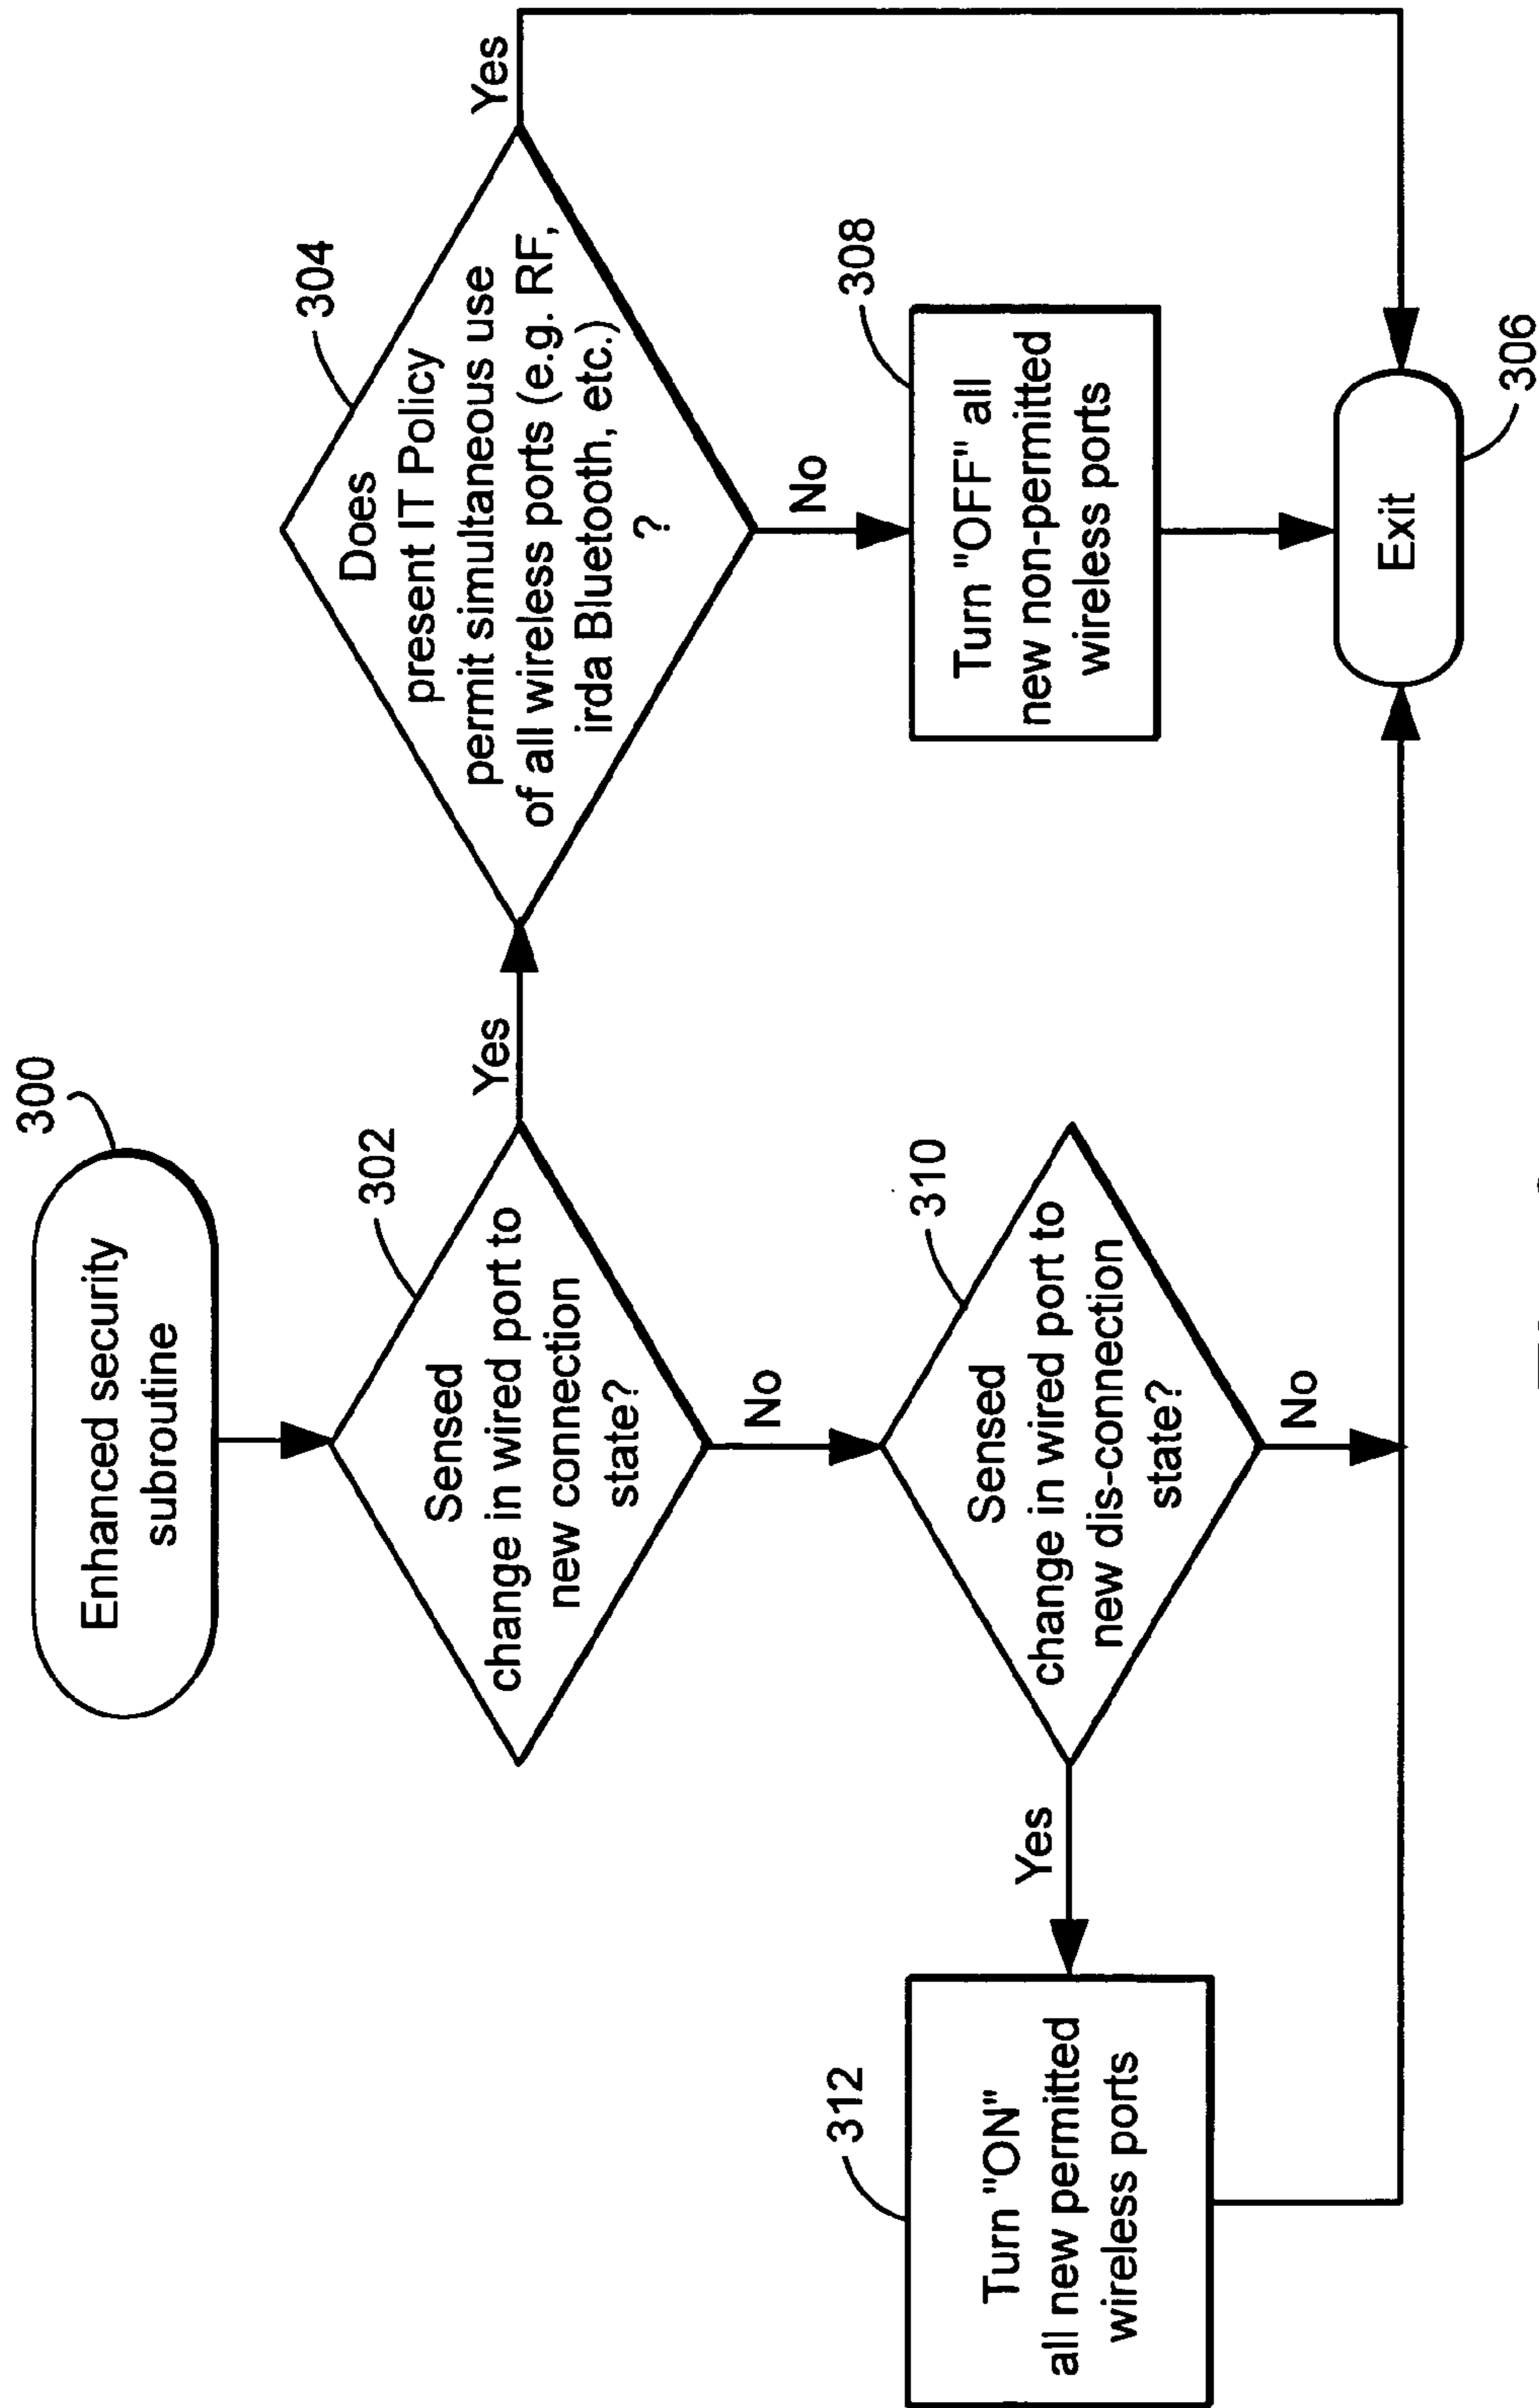 300
Enhanced security
subroutine
302
Sensed
change in wired port to
new connection
state?
Yes
No
304
Does
present IT Policy
permit simultaneous use
of all wireless ports (e.g. RF,
irda Bluetooth, etc.)
?
Yes
No
308
Turn "OFF" all
new non-permitted
wireless ports
310
Sensed
change in wired port to
new dis-connection
state?
Yes
No
312
Turn "ON"
all new permitted
wireless ports
Exit
306